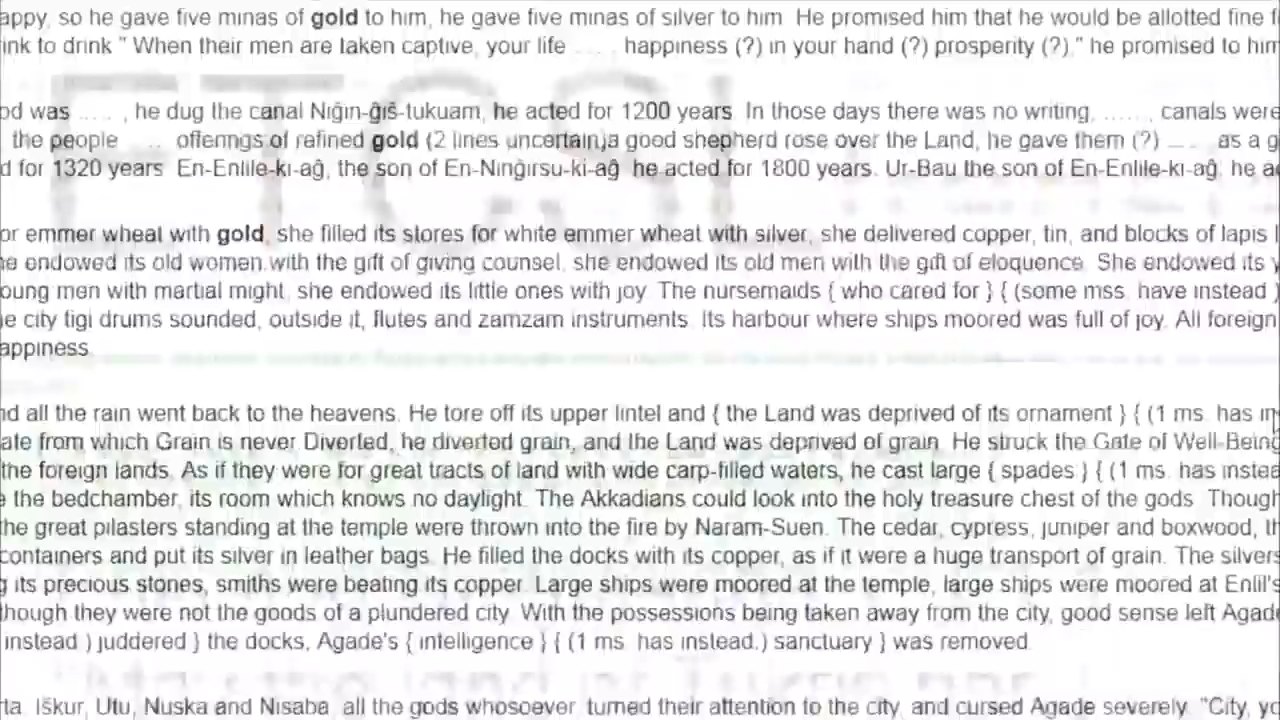 appy, so he gave five minas of gold to him, he gave five minas of silver to him. He promised him that he would be allotted fine f
ink to drink." When their men are taken captive, your life .... happiness (?) in your hand (?) prosperity (?)," he promised to him
od was ....., he dug the canal Niĝin-ĝiš-tukuam, he acted for 1200 years. In those days there was no writing, ......, canals were
the people .... offerings of refined gold (2 lines uncertain)a good shepherd rose over the Land, he gave them (?) .... as a g
d for 1320 years. En-Enlile-ki-aĝ, the son of En-Ninĝirsu-ki-aĝ he acted for 1800 years. Ur-Bau the son of En-Enlile-ki-aĝ: he a
or emmer wheat with gold, she filled its stores for white emmer wheat with silver; she delivered copper, tin, and blocks of lapis l
e endowed its old women with the gift of giving counsel, she endowed its old men with the gift of eloquence. She endowed its y
oung men with martial might, she endowed its little ones with joy. The nursemaids { who cared for } { (some mss. have instead
e city tigi drums sounded, outside it, flutes and zamzam instruments. Its harbour where ships moored was full of joy. All foreign
appiness.
nd all the rain went back to the heavens. He tore off its upper lintel and { the Land was deprived of its ornament } { (1 ms. has in
ate from which Grain is never Diverted, he diverted grain, and the Land was deprived of grain. He struck the Gate of Well-Being
the foreign lands. As if they were for great tracts of land with wide carp-filled waters, he cast large { spades } { (1 ms. has instea
e the bedchamber, its room which knows no daylight. The Akkadians could look into the holy treasure chest of the gods. Though
the great pilasters standing at the temple were thrown into the fire by Naram-Suen. The cedar, cypress, juniper and boxwood, th
containers and put its silver in leather bags. He filled the docks with its copper, as if it were a huge transport of grain. The silvers
g its precious stones, smiths were beating its copper. Large ships were moored at the temple, large ships were moored at Enlil's
hough they were not the goods of a plundered city. With the possessions being taken away from the city, good sense left Agade
instead.) juddered } the docks, Agade's { intelligence } { (1 ms. has instead:) sanctuary } was removed.
rta, Iškur, Utu, Nuska and Nisaba, all the gods whosoever, turned their attention to the city, and cursed Agade severely: "City, yo
ETCSL